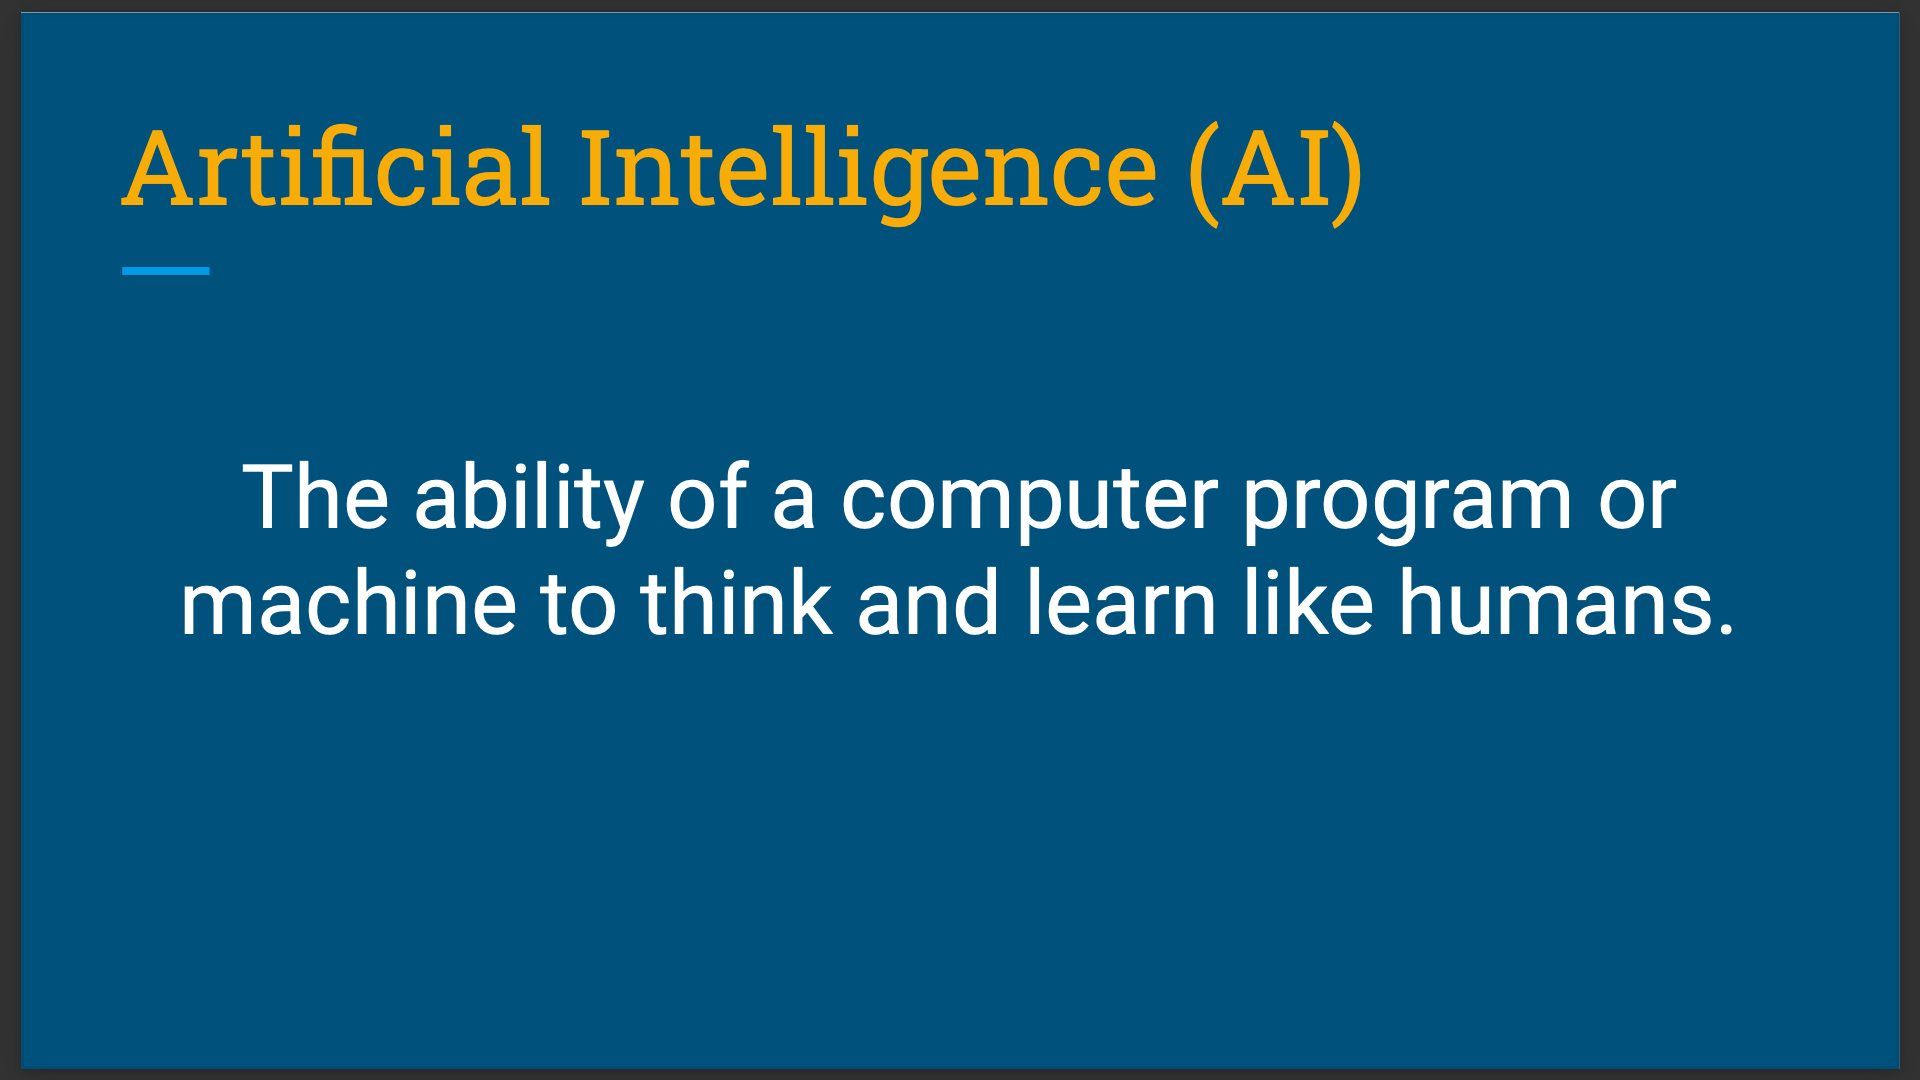 Artificial Intelligence (AI)
The ability of a computer program or
machine to think and learn like humans.